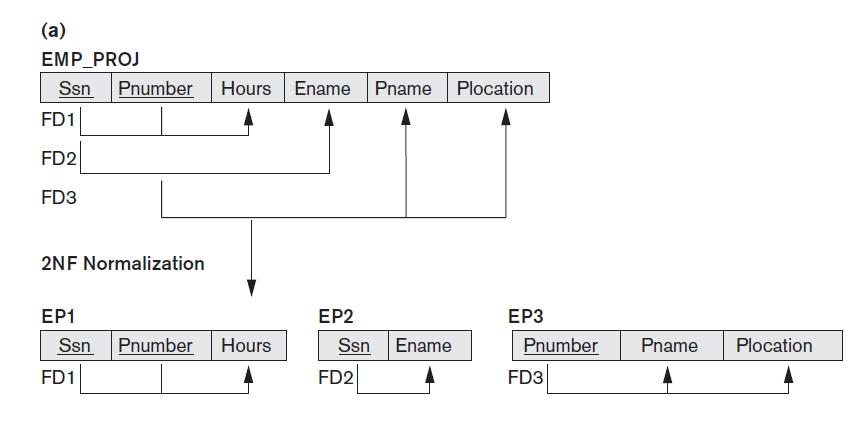 (a)
EMP_PROJ
Ssn Pnumber Hours Ename Pname Plocation
FD1
FD2
FD3
2NF Normalization
EP1 EP2 EP3
Ssn Pnumber Hours Ssn Ename Pnumber Pname Plocation
FD1 FD2 FD3